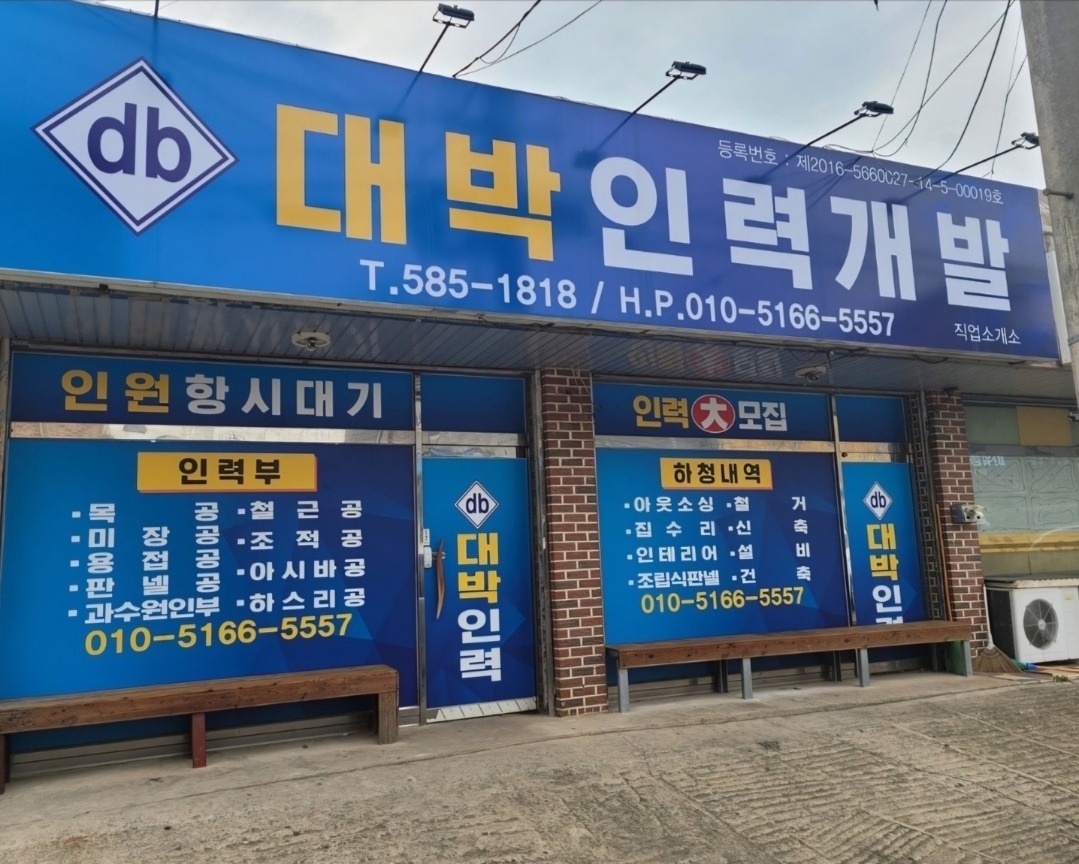 db
등록번호 : 제2016-5660027-14-5-00019호
대박인력개발
T.585-1818 / H.P.010-5166-5557
직업소개소
인원항시대기
인력부
·목 공 ·철 근 공
·미 장 공 ·조 적 공
·용 접 공 ·아시바공
·판 넬 공 ·하스리공
·과수원인부
010-5166-5557
db
대박인력
인력大모집
하청내역
·아웃소싱 ·철 거
·집 수 리 ·신 축
·인테리어 ·설 비
·조립식판넬 ·건 축
010-5166-5557
db
대박인력